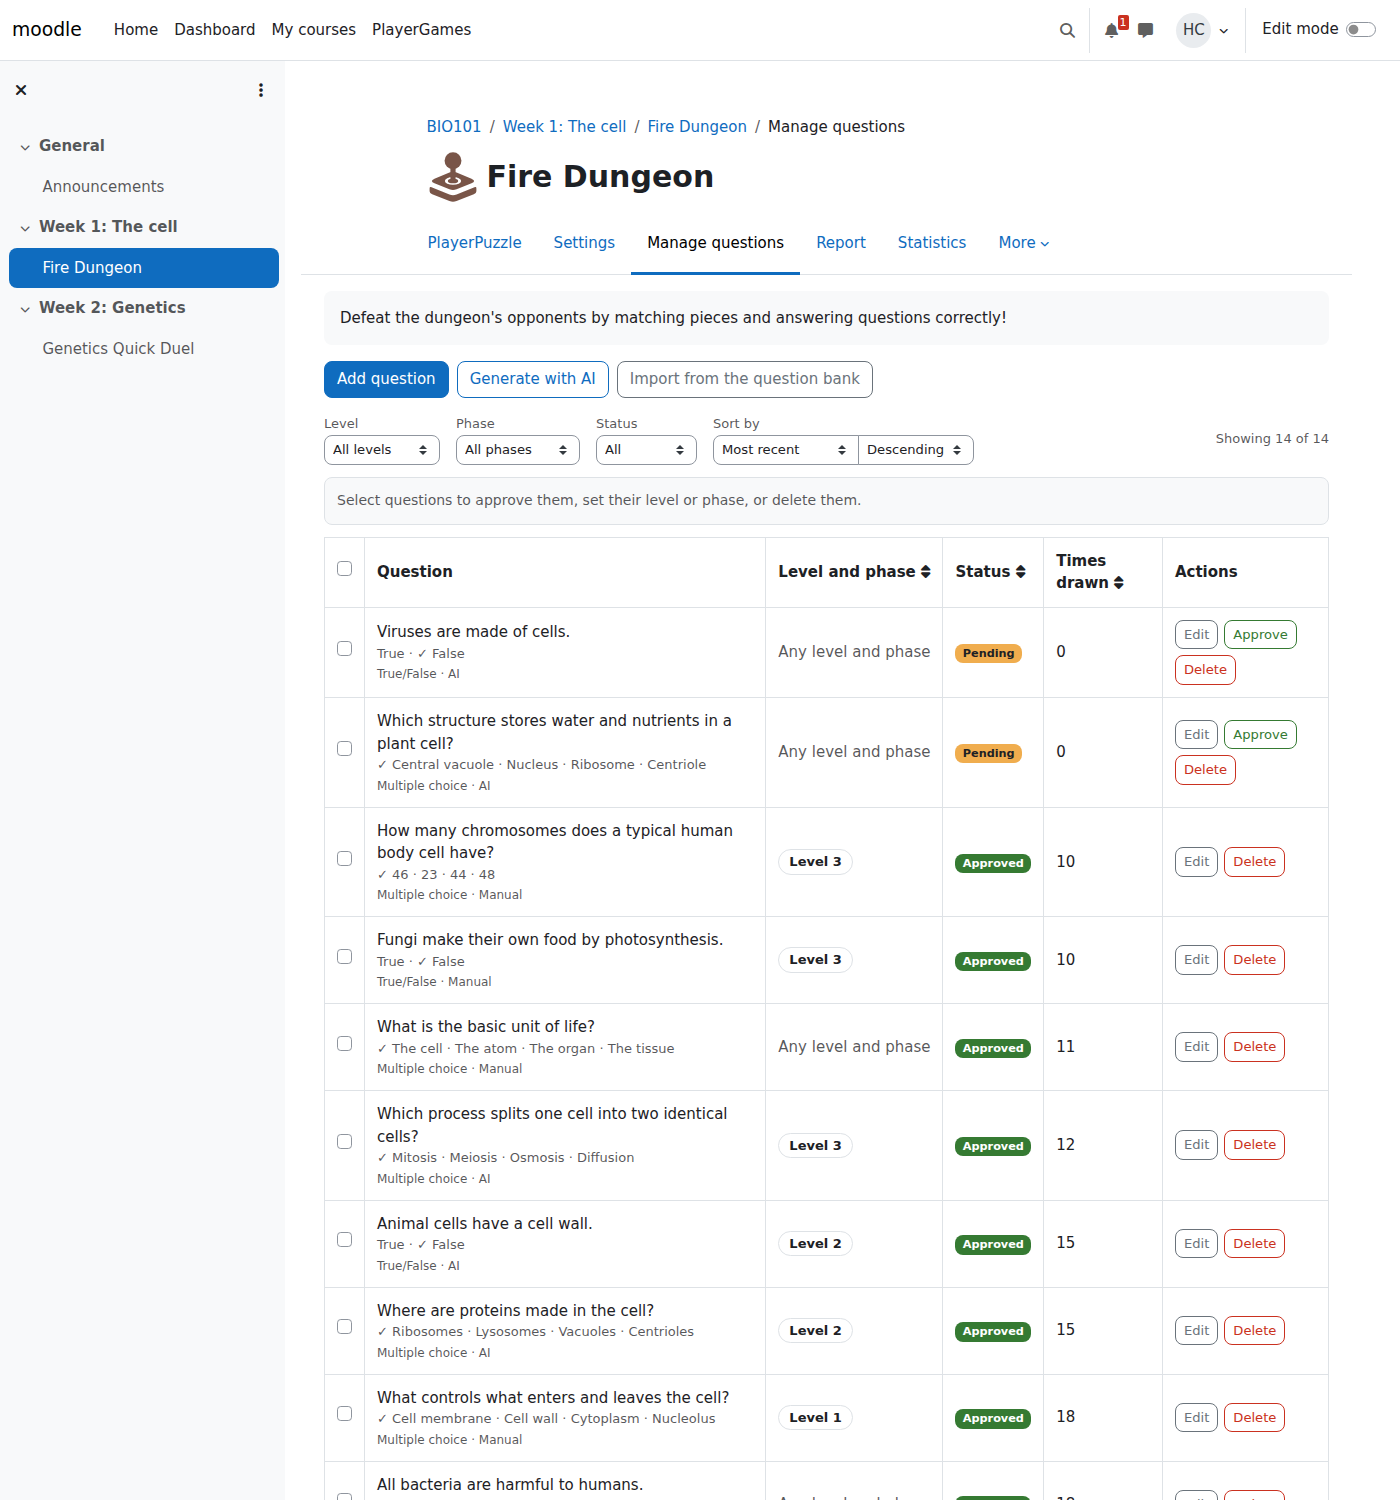 moodle
Home
Dashboard
My courses
PlayerGames
1
HC
Edit mode
General
Announcements
Week 1: The cell
Fire Dungeon
Week 2: Genetics
Genetics Quick Duel
BIO101 / Week 1: The cell / Fire Dungeon / Manage questions
Fire Dungeon
PlayerPuzzle
Settings
Manage questions
Report
Statistics
More
Defeat the dungeon's opponents by matching pieces and answering questions correctly!
Add question
Generate with AI
Import from the question bank
Level
Phase
Status
Sort by
All levels
All phases
All
Most recent
Descending
Showing 14 of 14
Select questions to approve them, set their level or phase, or delete them.
Question
Level and phase
Status
Times
drawn
Actions
Viruses are made of cells.
True · ✓ False
True/False · AI
Any level and phase
Pending
0
Edit
Approve
Delete
Which structure stores water and nutrients in a
plant cell?
✓ Central vacuole · Nucleus · Ribosome · Centriole
Multiple choice · AI
Any level and phase
Pending
0
Edit
Approve
Delete
How many chromosomes does a typical human
body cell have?
✓ 46 · 23 · 44 · 48
Multiple choice · Manual
Level 3
Approved
10
Edit
Delete
Fungi make their own food by photosynthesis.
True · ✓ False
True/False · Manual
Level 3
Approved
10
Edit
Delete
What is the basic unit of life?
✓ The cell · The atom · The organ · The tissue
Multiple choice · Manual
Any level and phase
Approved
11
Edit
Delete
Which process splits one cell into two identical
cells?
✓ Mitosis · Meiosis · Osmosis · Diffusion
Multiple choice · AI
Level 3
Approved
12
Edit
Delete
Animal cells have a cell wall.
True · ✓ False
True/False · AI
Level 2
Approved
15
Edit
Delete
Where are proteins made in the cell?
✓ Ribosomes · Lysosomes · Vacuoles · Centrioles
Multiple choice · AI
Level 2
Approved
15
Edit
Delete
What controls what enters and leaves the cell?
✓ Cell membrane · Cell wall · Cytoplasm · Nucleolus
Multiple choice · Manual
Level 1
Approved
18
Edit
Delete
All bacteria are harmful to humans.